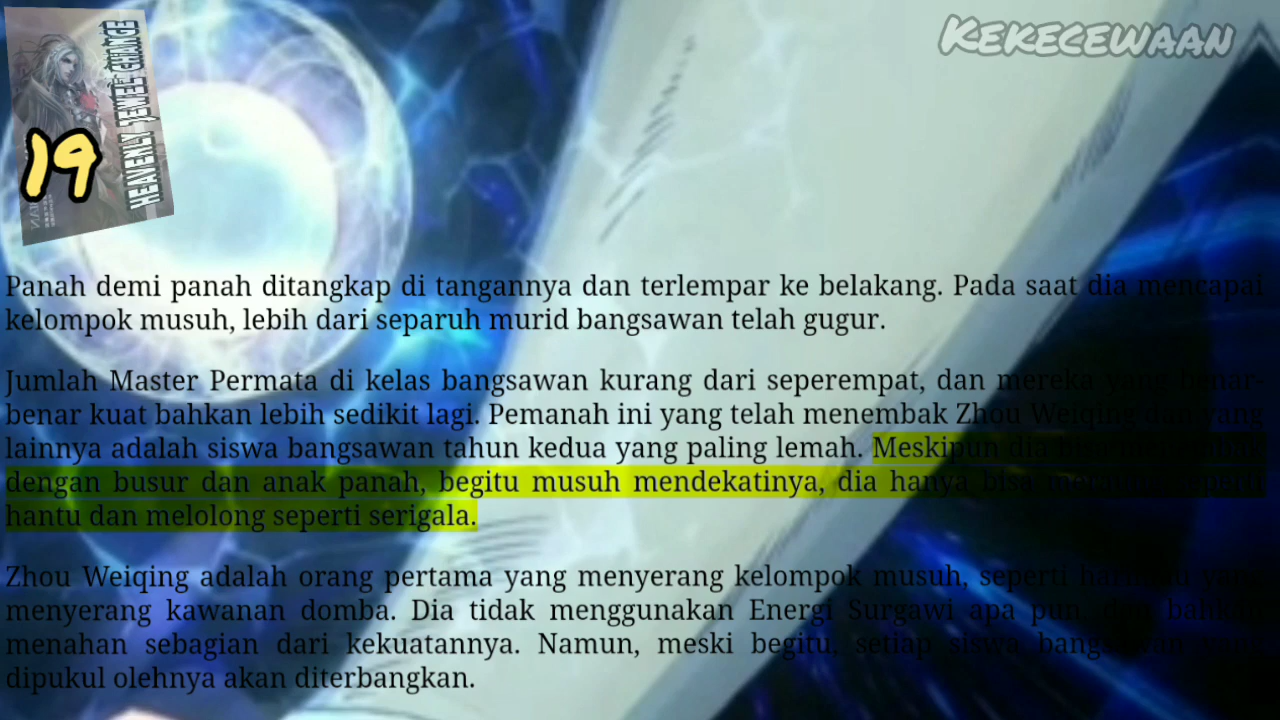 Kekecewaan
HEAVENLY JEWEL CHANGE
19
Panah demi panah ditangkap di tangannya dan terlempar ke belakang. Pada saat dia mencapai
kelompok musuh, lebih dari separuh murid bangsawan telah gugur.
Jumlah Master Permata di kelas bangsawan kurang dari seperempat, dan mereka yang benar-
benar kuat bahkan lebih sedikit lagi. Pemanah ini yang telah menembak Zhou Weiqing dan yang
lainnya adalah siswa bangsawan tahun kedua yang paling lemah. Meskipun dia bisa
dengan busur dan anak panah, begitu musuh mendekatinya, dia hanya bisa seperti
hantu dan melolong seperti serigala.
Zhou Weiqing adalah orang pertama yang menyerang kelompok musuh, seperti harimau yang
menyerang kawanan domba. Dia tidak menggunakan Energi Surgawi apa pun, dan bahkan
menahan sebagian dari kekuatannya. Namun, meski begitu, setiap siswa bangsawan yang
dipukul olehnya akan diterbangkan.